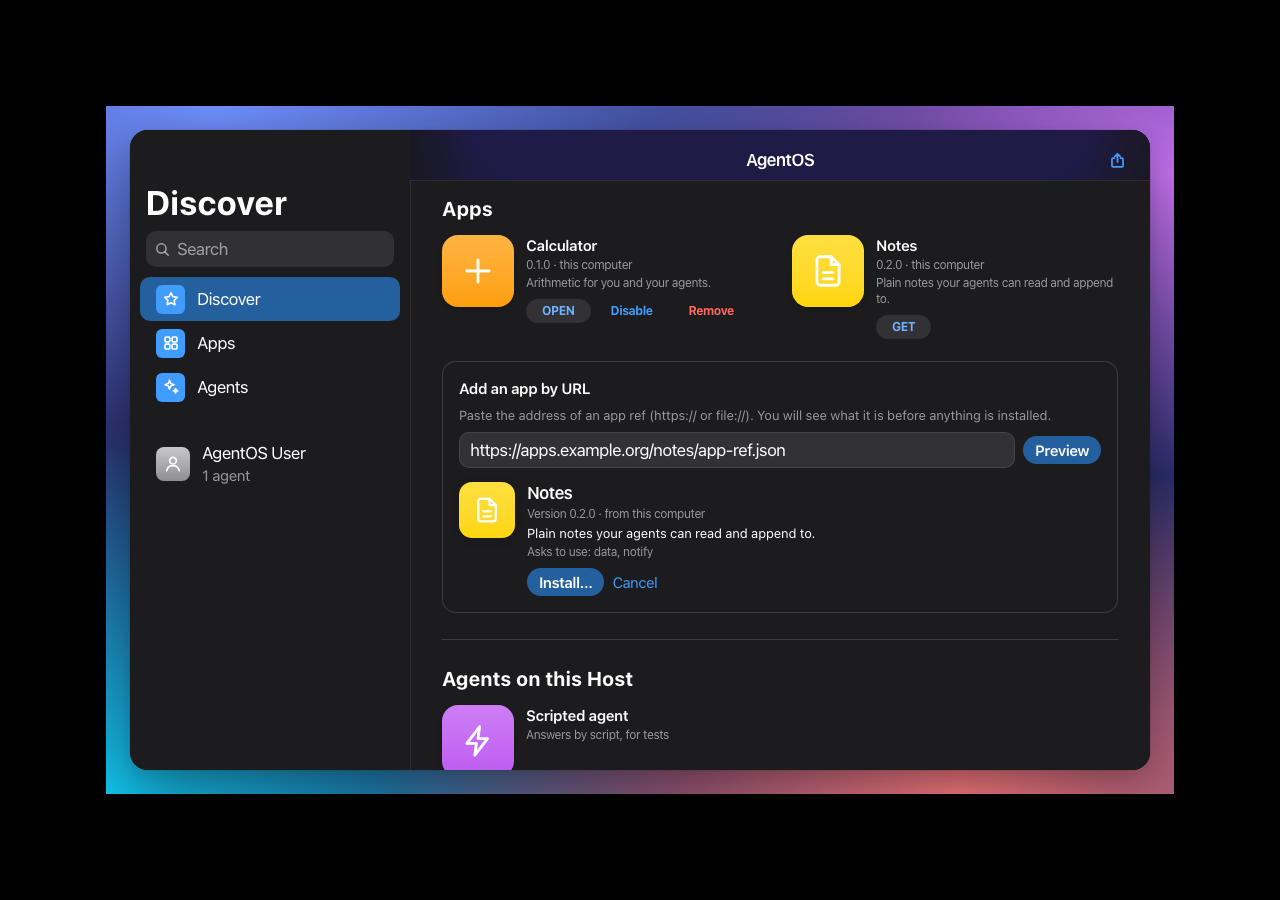 AgentOS
Discover
Search
Discover
Apps
Agents
AgentOS User
1 agent
Apps
Calculator
0.1.0 · this computer
Arithmetic for you and your agents.
OPEN
Disable
Remove
Notes
0.2.0 · this computer
Plain notes your agents can read and append
to.
GET
Add an app by URL
Paste the address of an app ref (https:// or file://). You will see what it is before anything is installed.
https://apps.example.org/notes/app-ref.json
Preview
Notes
Version 0.2.0 · from this computer
Plain notes your agents can read and append to.
Asks to use: data, notify
Install...
Cancel
Agents on this Host
Scripted agent
Answers by script, for tests